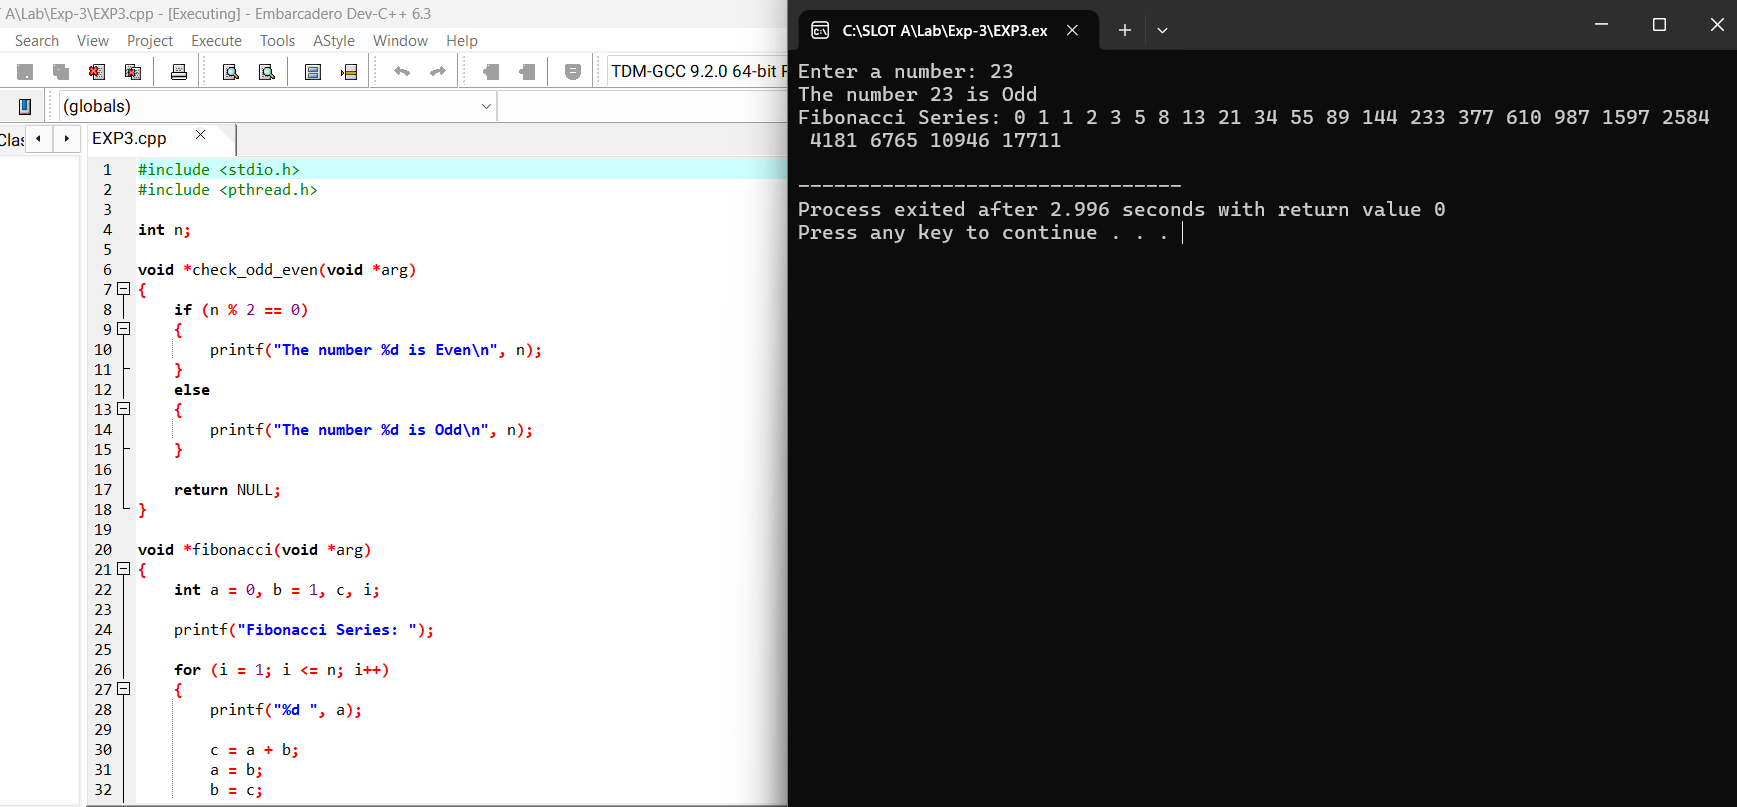 A\Lab\Exp-3\EXP3.cpp - [Executing] - Embarcadero Dev-C++ 6.3
Search View Project Execute Tools AStyle Window Help
TDM-GCC 9.2.0 64-bit
(globals)
EXP3.cpp
1 #include <stdio.h>
2 #include <pthread.h>
3
4 int n;
5
6 void *check_odd_even(void *arg)
7 {
8 if (n % 2 == 0)
9 {
10 printf("The number %d is Even\n", n);
11 }
12 else
13 {
14 printf("The number %d is Odd\n", n);
15 }
16
17 return NULL;
18 }
19
20 void *fibonacci(void *arg)
21 {
22 int a = 0, b = 1, c, i;
23
24 printf("Fibonacci Series: ");
25
26 for (i = 1; i <= n; i++)
27 {
28 printf("%d ", a);
29
30 c = a + b;
31 a = b;
32 b = c;
C:\SLOT A\Lab\Exp-3\EXP3.ex
Enter a number: 23
The number 23 is Odd
Fibonacci Series: 0 1 1 2 3 5 8 13 21 34 55 89 144 233 377 610 987 1597 2584
4181 6765 10946 17711
--------------------------------
Process exited after 2.996 seconds with return value 0
Press any key to continue . . .